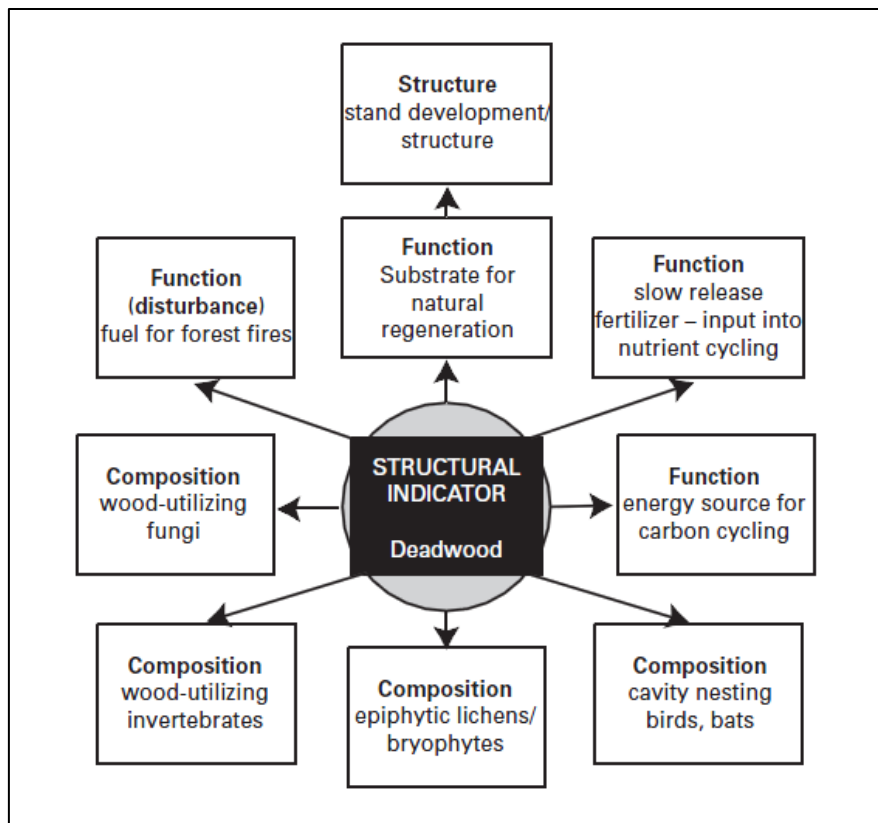 Structure
stand development/
structure
Function
(disturbance)
fuel for forest fires
Function
Substrate for
natural
regeneration
Function
slow release
fertilizer – input into
nutrient cycling
Composition
wood-utilizing
fungi
STRUCTURAL
INDICATOR
Deadwood
Function
energy source for
carbon cycling
Composition
wood-utilizing
invertebrates
Composition
epiphytic lichens/
bryophytes
Composition
cavity nesting
birds, bats